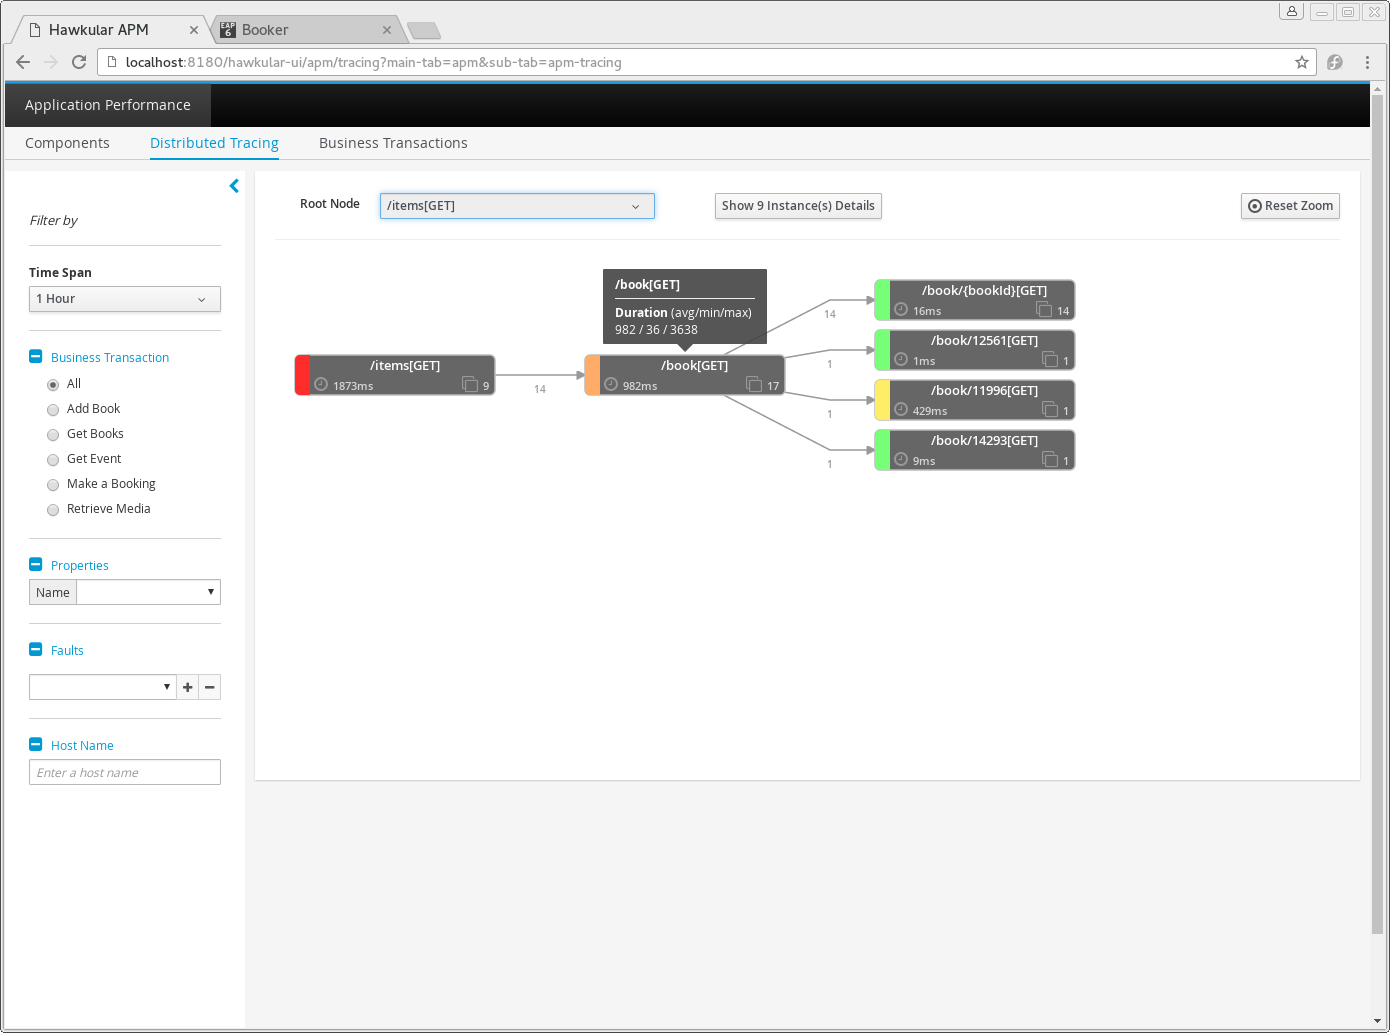 Hawkular APM
EAP 6 Booker
localhost:8180/hawkular-ui/apm/tracing?main-tab=apm&sub-tab=apm-tracing
Application Performance
Components Distributed Tracing Business Transactions
Filter by
Time Span
1 Hour
Business Transaction
All
Add Book
Get Books
Get Event
Make a Booking
Retrieve Media
Properties
Name
Faults
Host Name
Enter a host name
Root Node /items[GET] Show 9 Instance(s) Details Reset Zoom
/book[GET]
Duration (avg/min/max)
982 / 36 / 3638
/items[GET]
1873ms 9
14
/book[GET]
982ms 17
14
/book/{bookId}[GET]
16ms 14
1
/book/12561[GET]
1ms 1
1
/book/11996[GET]
429ms 1
1
/book/14293[GET]
9ms 1